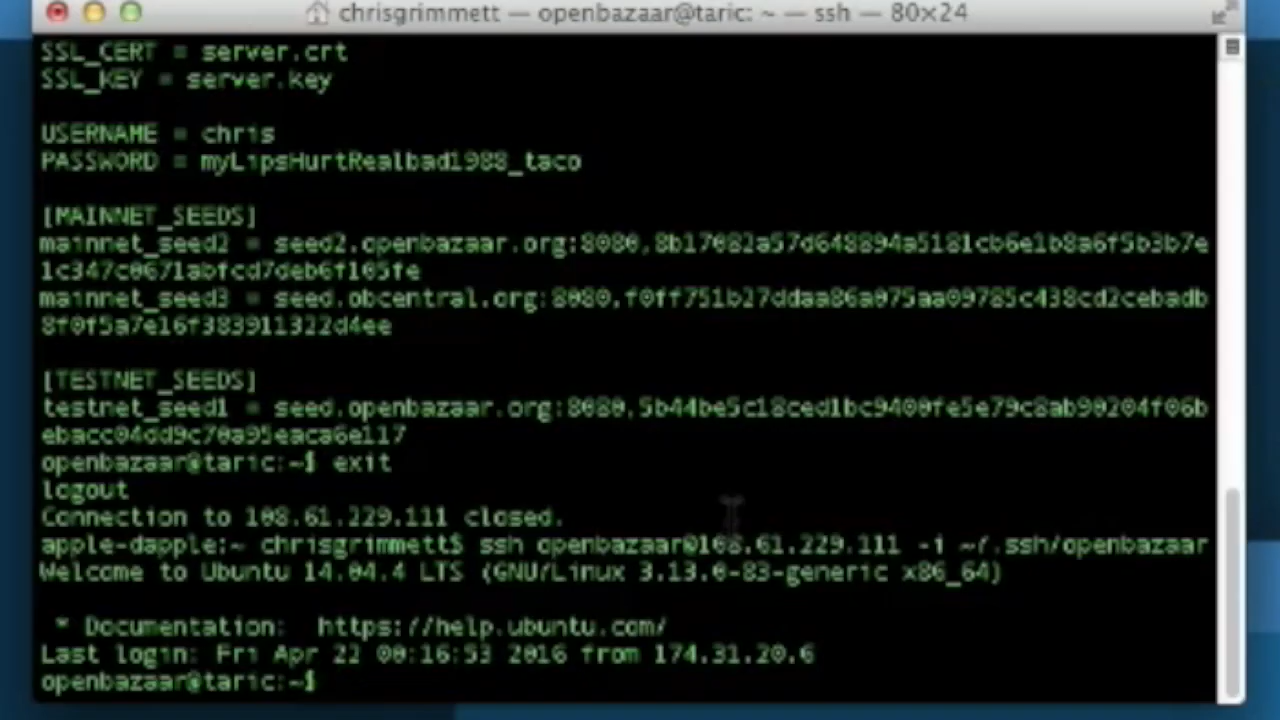 chrisgrimmett — openbazaar@taric: ~ — ssh — 80×24
SSL_CERT = server.crt
SSL_KEY = server.key
USERNAME = chris
PASSWORD = myLipsHurtRealbad1988_taco
[MAINNET_SEEDS]
mainnet_seed2 = seed2.openbazaar.org:8080,8b17082a57d648894a5181cb6e1b8a6f5b3b7e
1c347c0671abfcd7deb6f105fe
mainnet_seed3 = seed.obcentral.org:8080,f0ff751b27ddaa86a075aa09785c438cd2cebadb
8f0f5a7e16f383911322d4ee
[TESTNET_SEEDS]
testnet_seed1 = seed.openbazaar.org:8080,5b44be5c18ced1bc9400fe5e79c8ab90204f06b
ebacc04dd9c70a95eaca6e117
openbazaar@taric:~$ exit
logout
Connection to 108.61.229.111 closed.
apple-dapple:~ chrisgrimmett$ ssh openbazaar@108.61.229.111 -i ~/.ssh/openbazaar
Welcome to Ubuntu 14.04.4 LTS (GNU/Linux 3.13.0-83-generic x86_64)
* Documentation:  https://help.ubuntu.com/
Last login: Fri Apr 22 00:16:53 2016 from 174.31.20.6
openbazaar@taric:~$